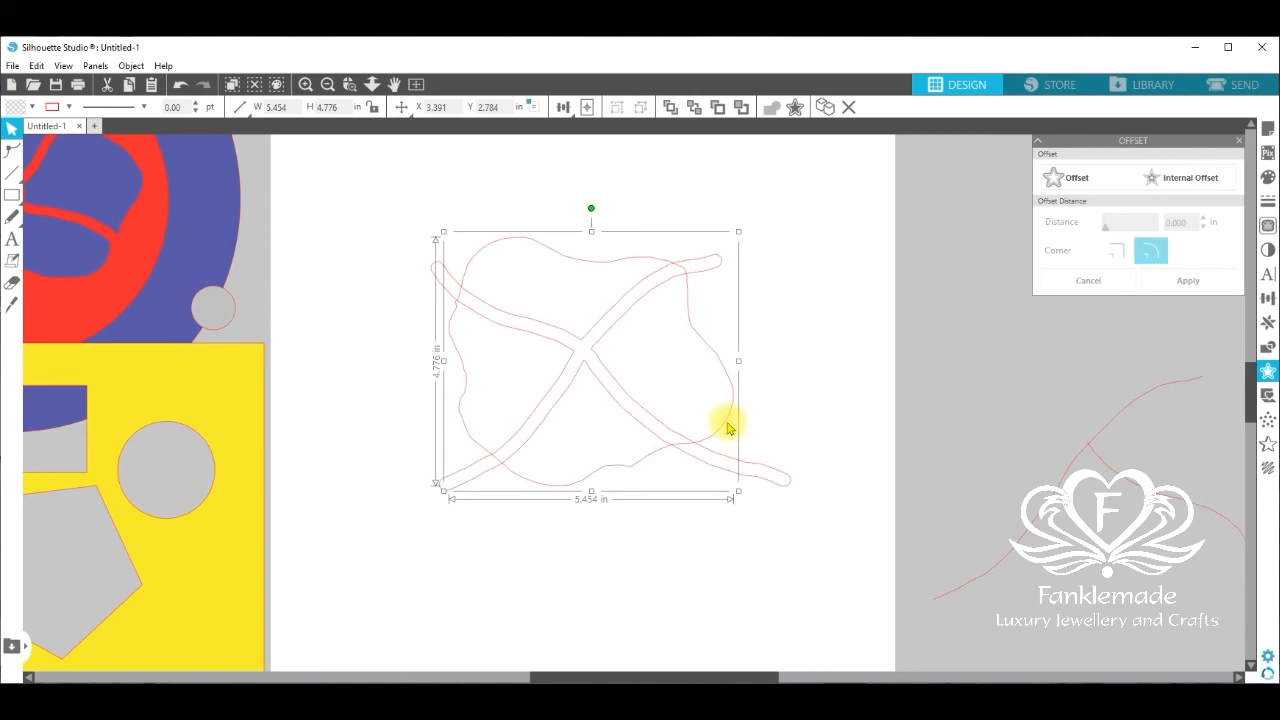 Silhouette Studio®: Untitled-1
File Edit View Panels Object Help
DESIGN STORE LIBRARY SEND
0.00 pt W 5.454 H 4.776 in X 3.391 Y 2.784 in
Untitled-1
OFFSET
Offset
Offset Internal Offset
Offset Distance
Distance 0.000 in
Corner
Cancel Apply
4.776 in
5.454 in
F
Fanklemade
Luxury Jewellery and Crafts